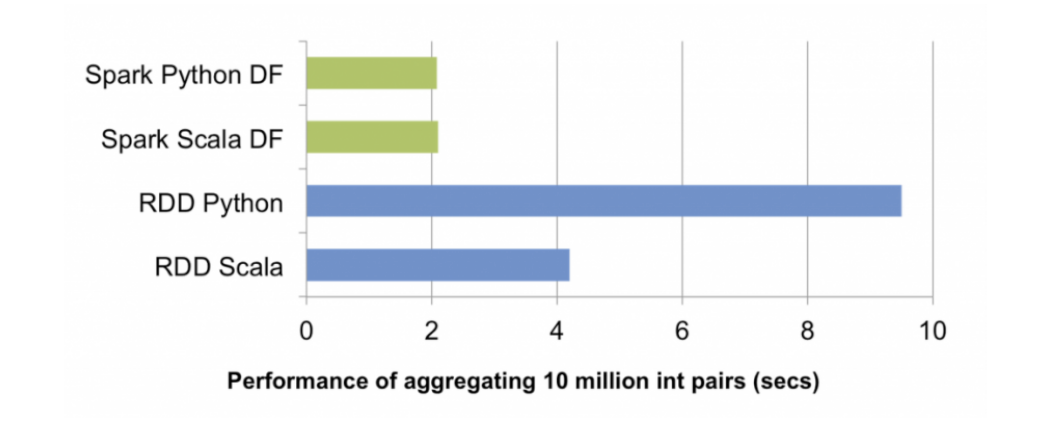 Spark Python DF
Spark Scala DF
RDD Python
RDD Scala
0 2 4 6 8 10
Performance of aggregating 10 million int pairs (secs)